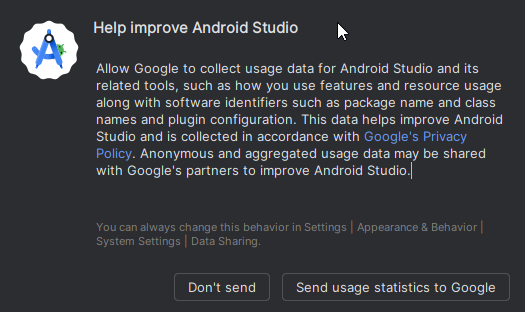 Help improve Android Studio
Allow Google to collect usage data for Android Studio and its
related tools, such as how you use features and resource usage
along with software identifiers such as package name and class
names and plugin configuration. This data helps improve Android
Studio and is collected in accordance with Google's Privacy
Policy. Anonymous and aggregated usage data may be shared
with Google's partners to improve Android Studio.
You can always change this behavior in Settings | Appearance & Behavior |
System Settings | Data Sharing.
Don't send
Send usage statistics to Google